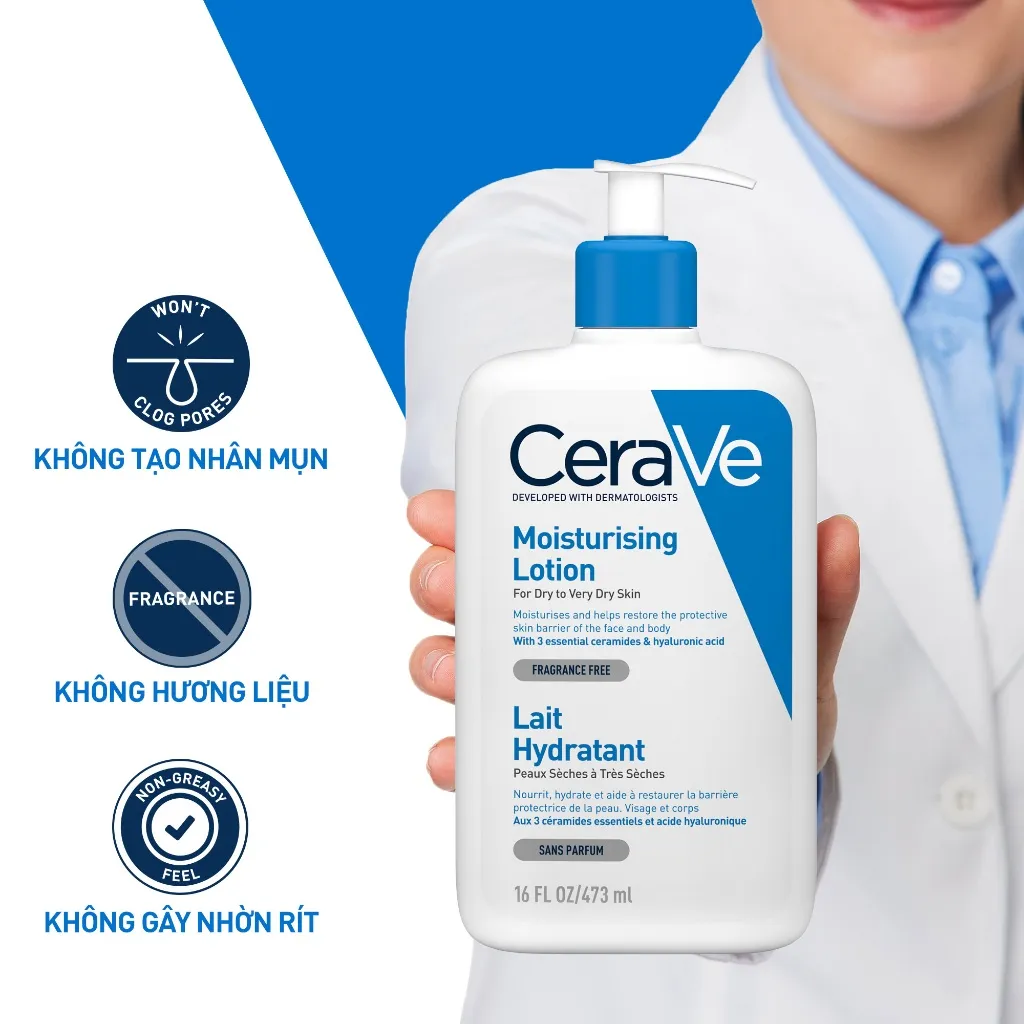 WON'T
CLOG PORES
KHÔNG TẠO NHÂN MỤN
FRAGRANCE
KHÔNG HƯƠNG LIỆU
NON-GREASY
FEEL
KHÔNG GÂY NHỜN RÍT
CeraVe
DEVELOPED WITH DERMATOLOGISTS
Moisturising
Lotion
For Dry to Very Dry Skin
Moisturises and helps restore the protective
skin barrier of the face and body
With 3 essential ceramides & hyaluronic acid
FRAGRANCE FREE
Lait
Hydratant
Peaux Sèches à Très Sèches
Nourrit, hydrate et aide à restaurer la barrière
protectrice de la peau. Visage et corps
Aux 3 céramides essentiels et acide hyaluronique
SANS PARFUM
16 FL OZ/473 ml